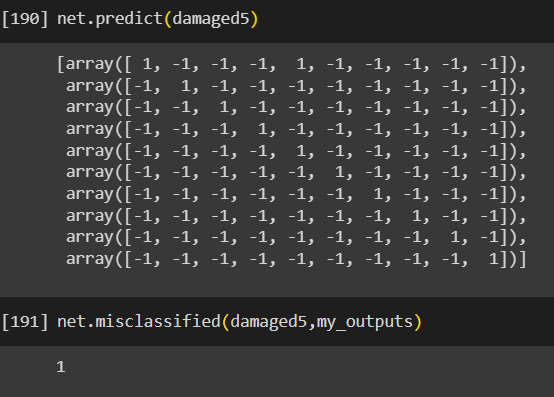 [190] net.predict(damaged5)
[array([ 1, -1, -1, -1, 1, -1, -1, -1, -1, -1]),
array([-1, 1, -1, -1, -1, -1, -1, -1, -1, -1]),
array([-1, -1, 1, -1, -1, -1, -1, -1, -1, -1]),
array([-1, -1, -1, 1, -1, -1, -1, -1, -1, -1]),
array([-1, -1, -1, -1, 1, -1, -1, -1, -1, -1]),
array([-1, -1, -1, -1, -1, 1, -1, -1, -1, -1]),
array([-1, -1, -1, -1, -1, -1, 1, -1, -1, -1]),
array([-1, -1, -1, -1, -1, -1, -1, 1, -1, -1]),
array([-1, -1, -1, -1, -1, -1, -1, -1, 1, -1]),
array([-1, -1, -1, -1, -1, -1, -1, -1, -1, 1])]
[191] net.misclassified(damaged5,my_outputs)
1